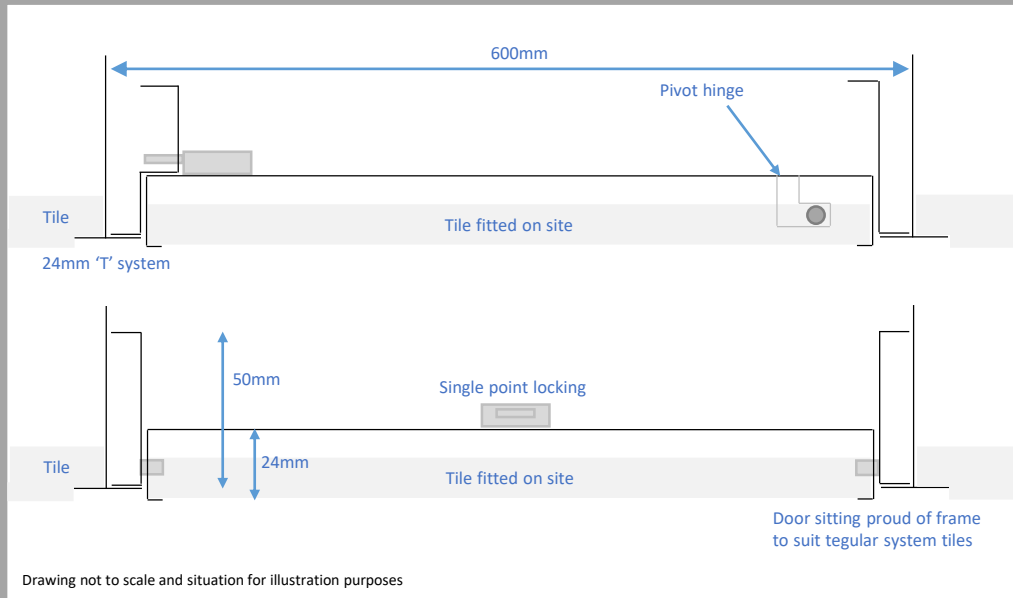 600mm
Pivot hinge
Tile
Tile fitted on site
24mm ‘T’ system
50mm
Single point locking
Tile
24mm
Tile fitted on site
Door sitting proud of frame
to suit tegular system tiles
Drawing not to scale and situation for illustration purposes